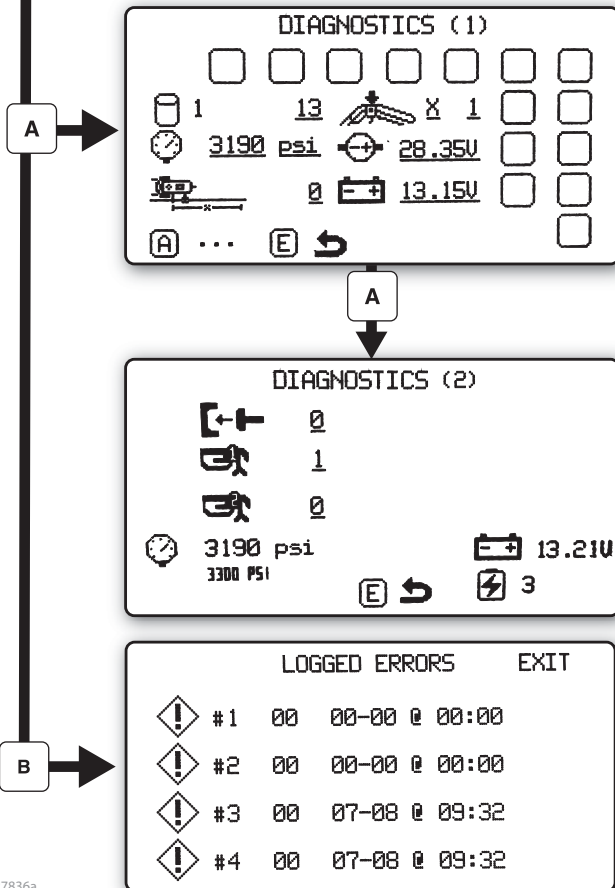 DIAGNOSTICS (1)
1 13 X 1
A
3190 psi -+ 28.35V
x 0 - + 13.15V
A ... E
A
DIAGNOSTICS (2)
0
1 1
2 0
3190 psi - + 13.21V
3300 PSI
E 3
LOGGED ERRORS EXIT
! #1 00 00-00 @ 00:00
! #2 00 00-00 @ 00:00
B
! #3 00 07-08 @ 09:32
! #4 00 07-08 @ 09:32
7836a